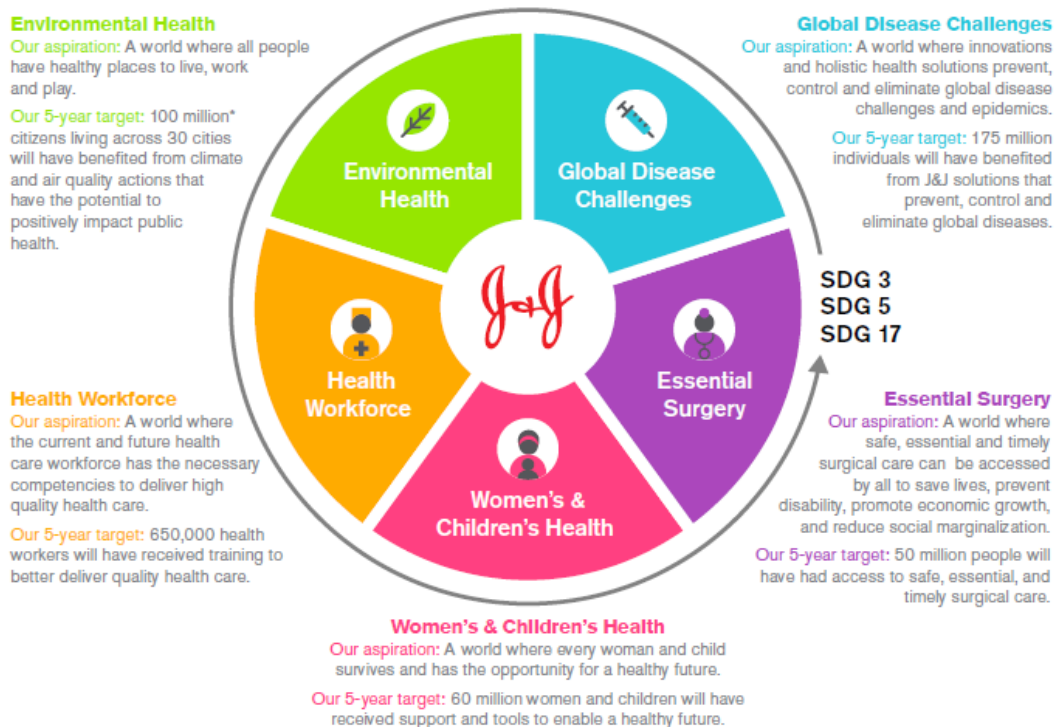 Environmental Health
Our aspiration: A world where all people
have healthy places to live, work
and play.
Our 5-year target: 100 million*
citizens living across 30 cities
will have benefited from climate
and air quality actions that
have the potential to
positively impact public
health.
Global Disease Challenges
Our aspiration: A world where innovations
and holistic health solutions prevent,
control and eliminate global disease
challenges and epidemics.
Our 5-year target: 175 million
individuals will have benefited
from J&J solutions that
prevent, control and
eliminate global diseases.
Environmental
Health
Global Disease
Challenges
J&J
Health
Workforce
Essential
Surgery
Women's &
Children's Health
SDG 3
SDG 5
SDG 17
Health Workforce
Our aspiration: A world where
the current and future health
care workforce has the necessary
competencies to deliver high
quality health care.
Our 5-year target: 650,000 health
workers will have received training to
better deliver quality health care.
Essential Surgery
Our aspiration: A world where
safe, essential and timely
surgical care can be accessed
by all to save lives, prevent
disability, promote economic growth,
and reduce social marginalization.
Our 5-year target: 50 million people will
have had access to safe, essential, and
timely surgical care.
Women's & Children's Health
Our aspiration: A world where every woman and child
survives and has the opportunity for a healthy future.
Our 5-year target: 60 million women and children will have
received support and tools to enable a healthy future.